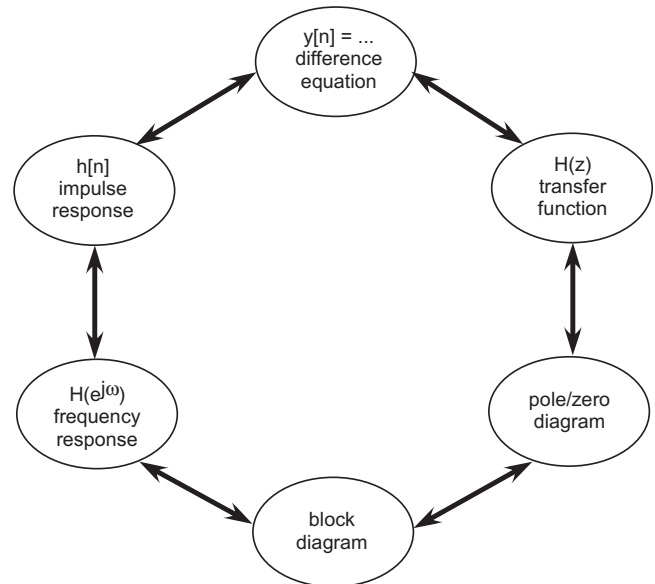 y[n] = ...
difference
equation
h[n]
impulse
response
H(z)
transfer
function
H(e^jω)
frequency
response
pole/zero
diagram
block
diagram